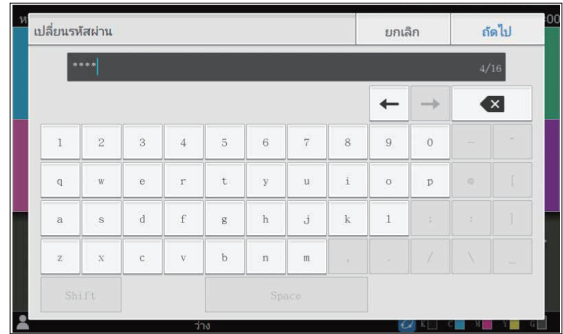 เปลี่ยนรหัสผ่าน ยกเลิก ถัดไป :00
**** 4/16
← →
1 2 3 4 5 6 7 8 9 0 - ^
q w e r t y u i o p @ [
a s d f g h j k l ; : ]
z x c v b n m , . / \ _
Shift Space
ว่าง K C M Y G